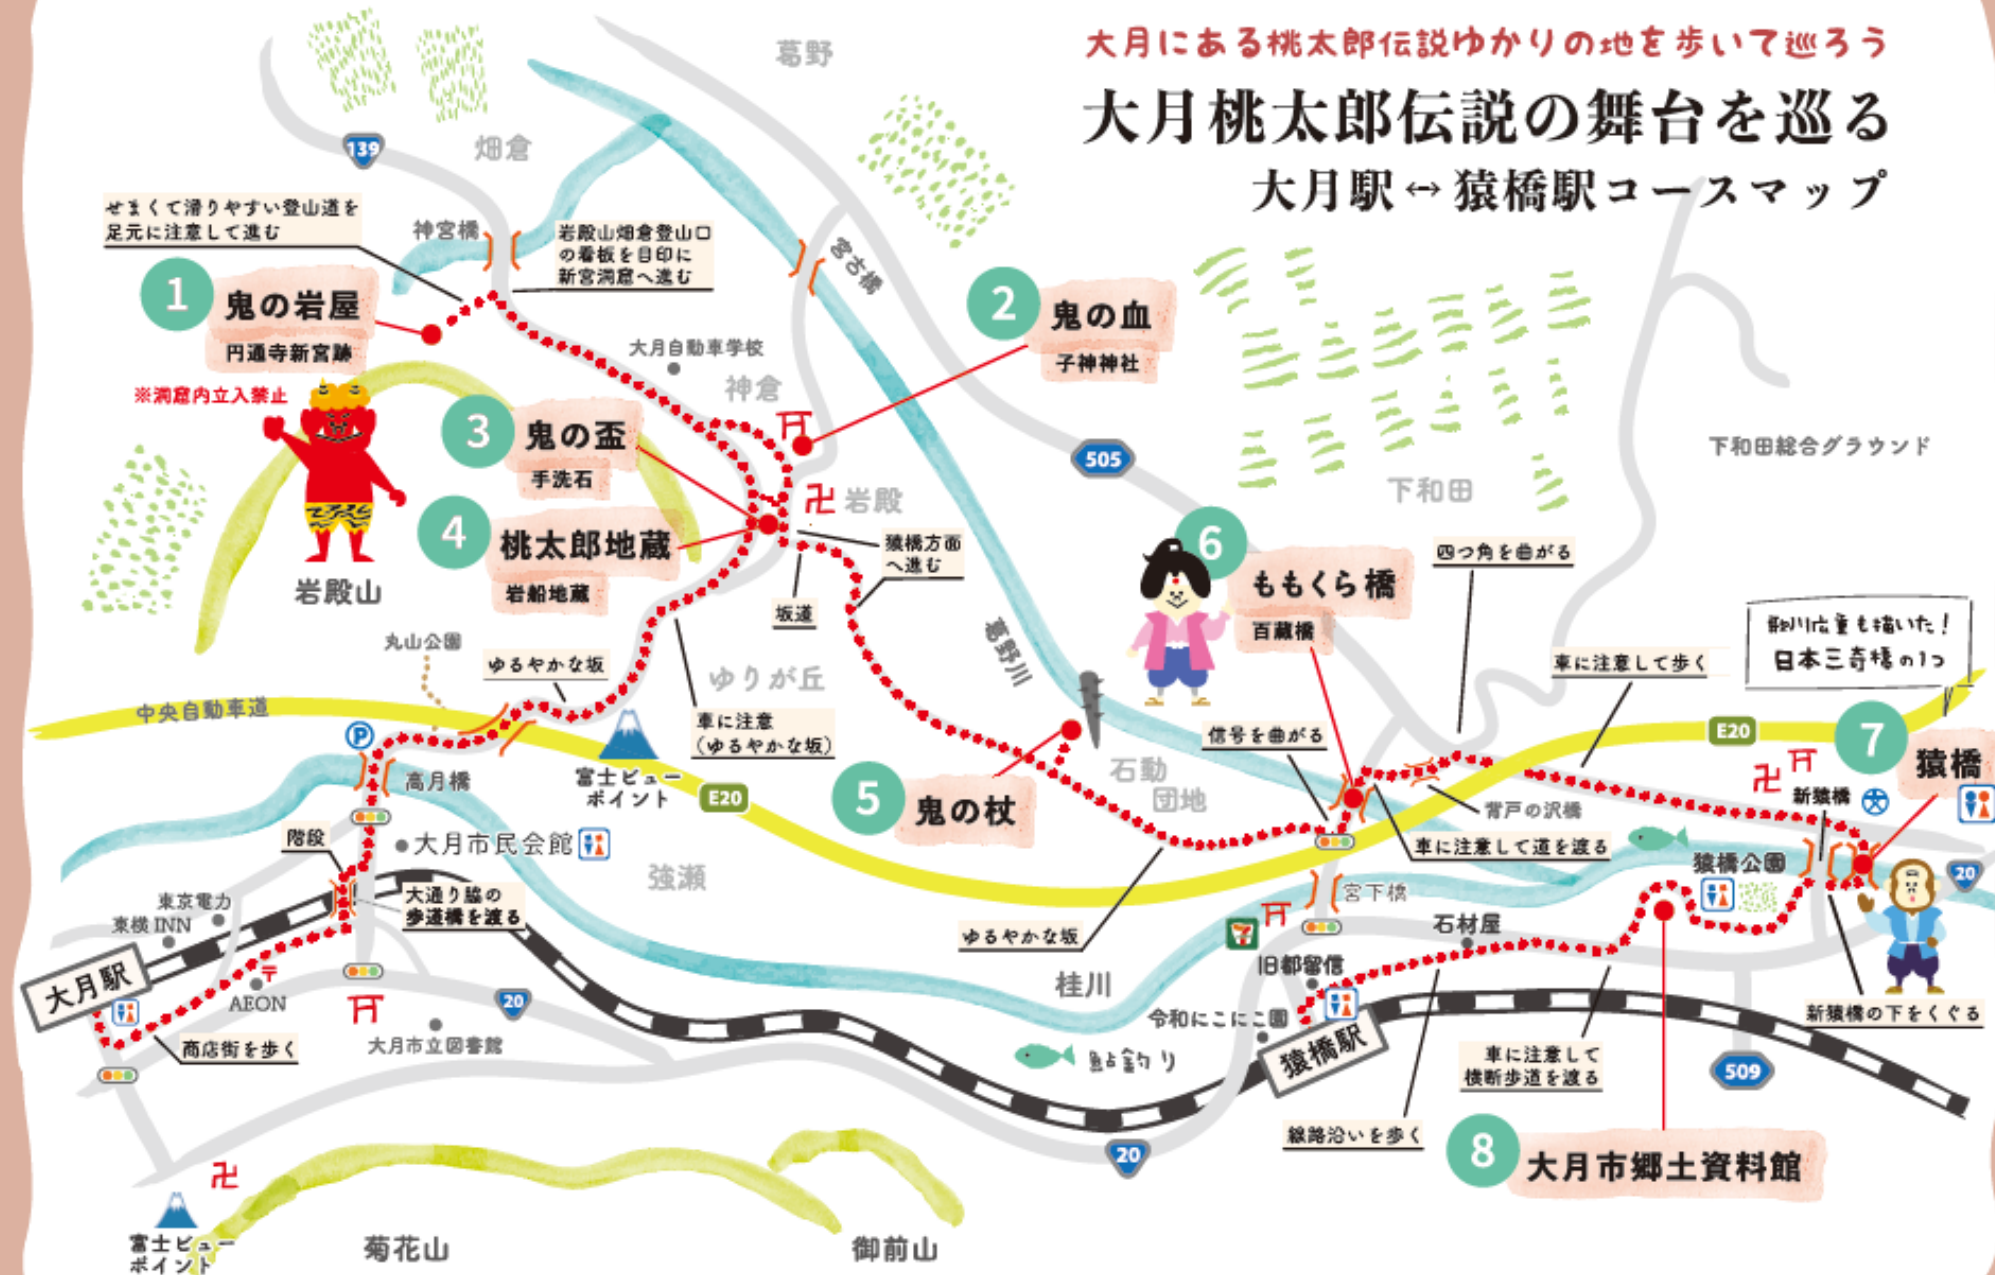 大月にある桃太郎伝説ゆかりの地を歩いて巡ろう
大月桃太郎伝説の舞台を巡る
大月駅↔猿橋駅コースマップ
葛野
139
畑倉
せまくて滑りやすい登山道を
足元に注意して進む
神宮橋
岩殿山畑倉登山口
の看板を目印に
新宮洞窟へ進む
宮古橋
1
鬼の岩屋
円通寺新宮跡
※洞窟内立入禁止
2
鬼の血
子神神社
大月自動車学校
神倉
3
鬼の盃
手洗石
505
下和田総合グラウンド
下和田
岩殿
4
桃太郎地蔵
岩船地蔵
岩殿山
猿橋方面
へ進む
坂道
6
ももくら橋
百蔵橋
四つ角を曲がる
歌川広重も描いた!
日本三奇橋の1つ
丸山公園
ゆるやかな坂
ゆりが丘
葛野川
車に注意して歩く
中央自動車道
P
車に注意
(ゆるやかな坂)
信号を曲がる
E20
7
猿橋
富士ビュー
ポイント
高月橋
E20
石動
団地
5
鬼の杖
新猿橋
背戸の沢橋
階段
大月市民会館
車に注意して道を渡る
猿橋公園
20
強瀬
宮下橋
東京電力
東横INN
大通り脇の
歩道橋を渡る
ゆるやかな坂
石材屋
7
大月駅
〒
AEON
旧都留信
桂川
20
令和にこにこ園
新猿橋の下をくぐる
商店街を歩く
大月市立図書館
鮎釣り
猿橋駅
車に注意して
横断歩道を渡る
509
線路沿いを歩く
20
8
大月市郷土資料館
富士ビュー
ポイント
菊花山
御前山